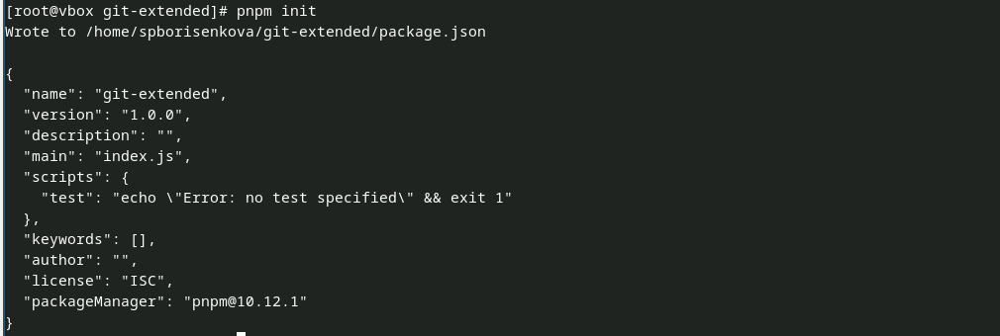 [root@vbox git-extended]# pnpm init
Wrote to /home/spborisenkova/git-extended/package.json
{
  "name": "git-extended",
  "version": "1.0.0",
  "description": "",
  "main": "index.js",
  "scripts": {
    "test": "echo \"Error: no test specified\" && exit 1"
  },
  "keywords": [],
  "author": "",
  "license": "ISC",
  "packageManager": "pnpm@10.12.1"
}